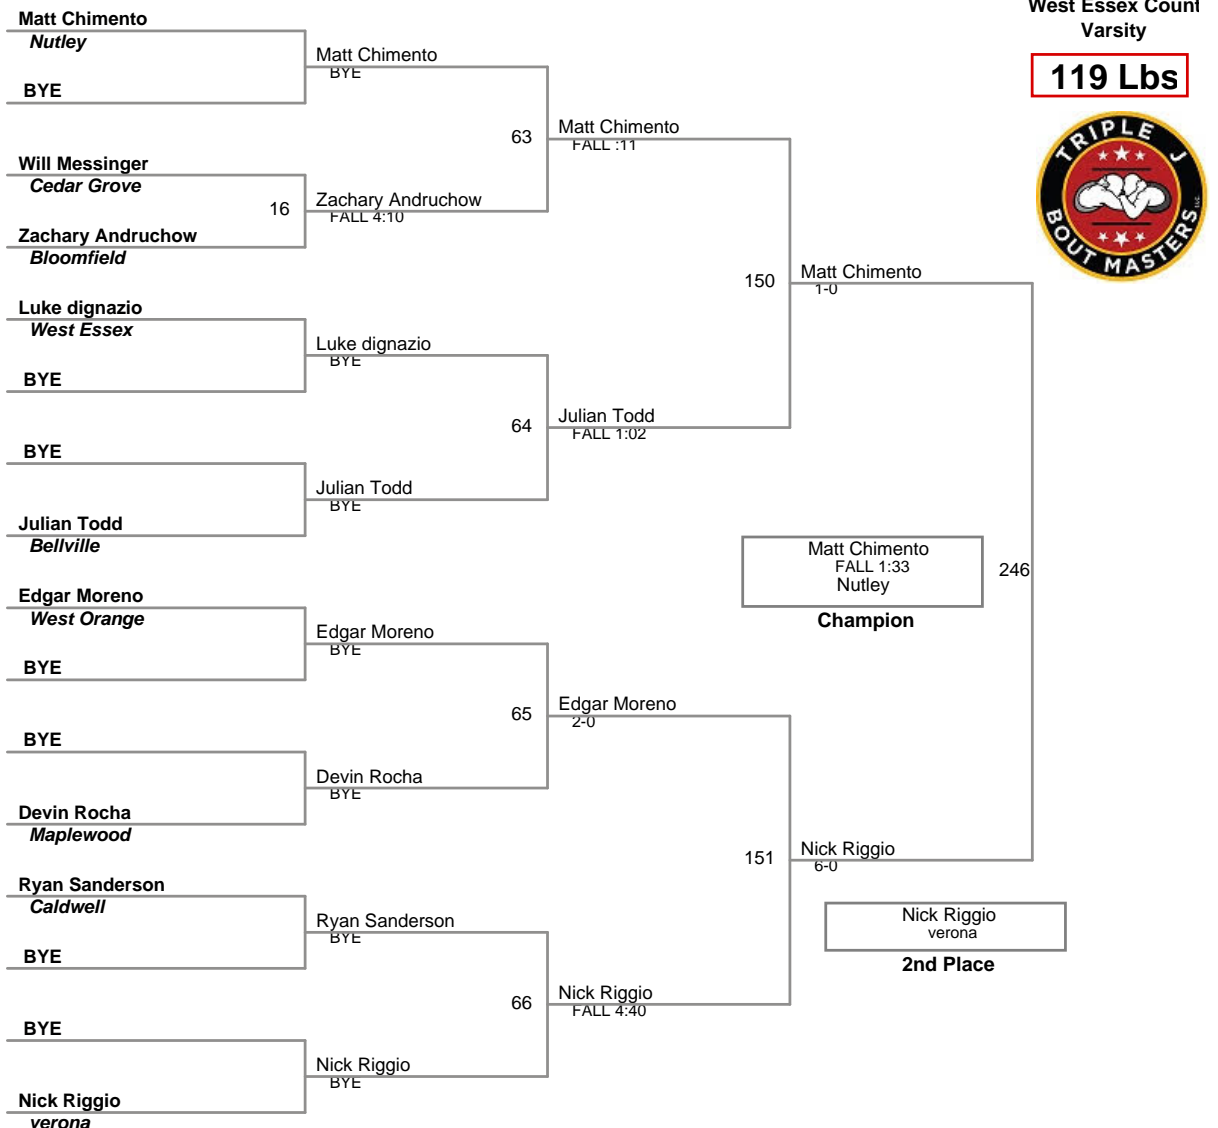 West Essex Count
Varsity
119 Lbs
TRIPLE J
BOUT MASTERS
Matt Chimento
Nutley
BYE
Will Messinger
Cedar Grove
Zachary Andruchow
Bloomfield
Luke dignazio
West Essex
BYE
BYE
Julian Todd
Bellville
Edgar Moreno
West Orange
BYE
BYE
Devin Rocha
Maplewood
Ryan Sanderson
Caldwell
BYE
BYE
Nick Riggio
verona
Matt Chimento
BYE
16
Zachary Andruchow
FALL 4:10
Luke dignazio
BYE
Julian Todd
BYE
Edgar Moreno
BYE
Devin Rocha
BYE
Ryan Sanderson
BYE
Nick Riggio
BYE
63
Matt Chimento
FALL :11
64
Julian Todd
FALL 1:02
65
Edgar Moreno
2-0
66
Nick Riggio
FALL 4:40
150
Matt Chimento
1-0
151
Nick Riggio
6-0
246
Matt Chimento
FALL 1:33
Nutley
Champion
Nick Riggio
verona
2nd Place